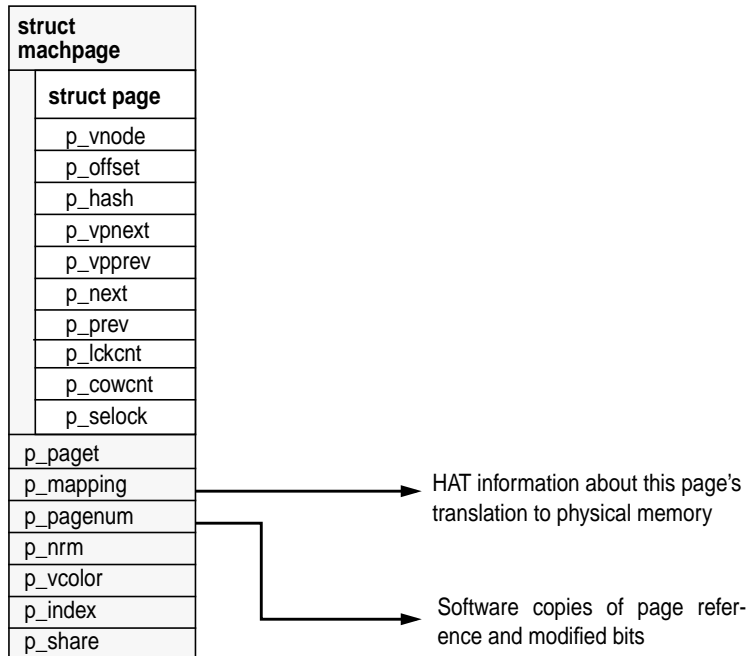 struct
machpage
struct page
p_vnode
p_offset
p_hash
p_vpnext
p_vpprev
p_next
p_prev
p_lckcnt
p_cowcnt
p_selock
p_paget
p_mapping
p_pagenum
p_nrm
p_vcolor
p_index
p_share
HAT information about this page’s
translation to physical memory
Software copies of page refer-
ence and modified bits